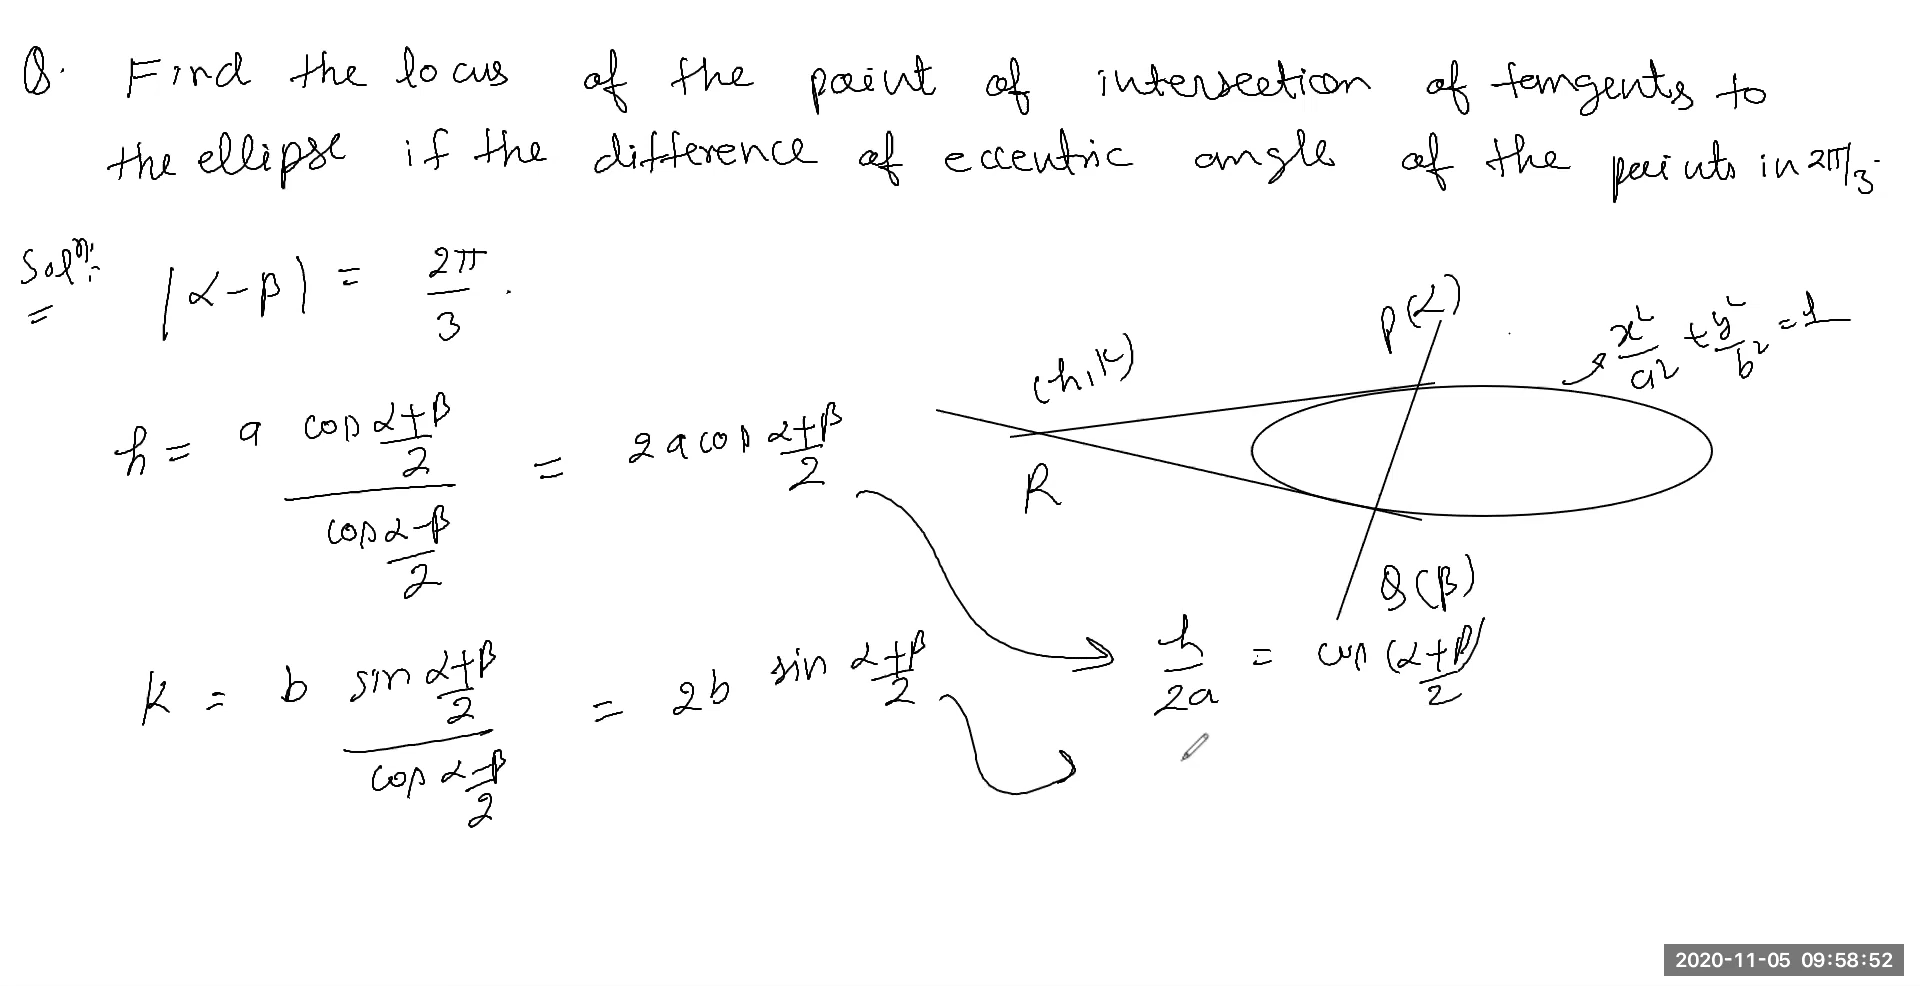 Q. Find the locus of the point of intersection of tangents to
the ellipse if the difference of eccentric angle of the points in 2π/3.
Solⁿ: |α-β| = 2π/3 .
P(α)
x²/a² + y²/b² = 1
(h,k)
h = a cos (α+β)/2 / cos (α-β)/2 = 2a cos (α+β)/2
R
Q(β)
h/2a = cos (α+β)/2
k = b sin (α+β)/2 / cos (α-β)/2 = 2b sin (α+β)/2
2020-11-05 09:58:52